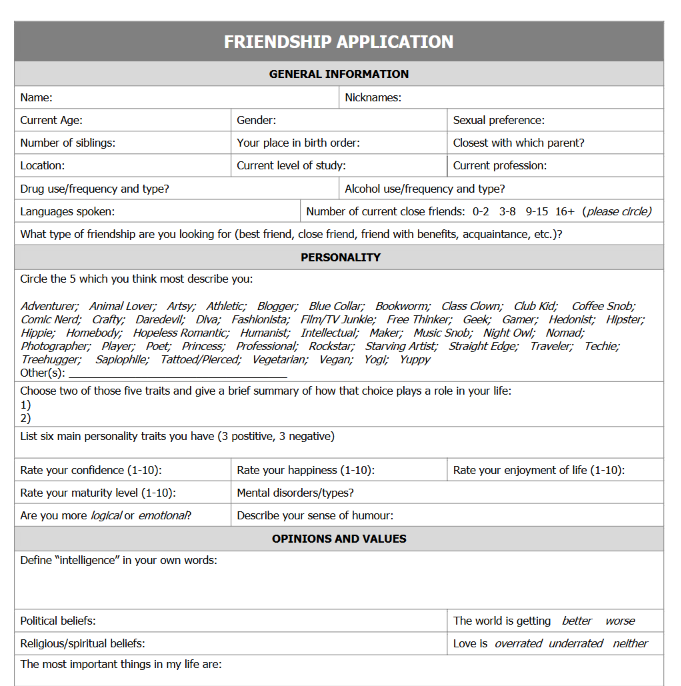 FRIENDSHIP APPLICATION
GENERAL INFORMATION
Name: Nicknames:
Current Age: Gender: Sexual preference:
Number of siblings: Your place in birth order: Closest with which parent?
Location: Current level of study: Current profession:
Drug use/frequency and type? Alcohol use/frequency and type?
Languages spoken: Number of current close friends: 0-2 3-8 9-15 16+ (please circle)
What type of friendship are you looking for (best friend, close friend, friend with benefits, acquaintance, etc.)?
PERSONALITY
Circle the 5 which you think most describe you:
Adventurer; Animal Lover; Artsy; Athletic; Blogger; Blue Collar; Bookworm; Class Clown; Club Kid; Coffee Snob;
Comic Nerd; Crafty; Daredevil; Diva; Fashionista; Film/TV Junkie; Free Thinker; Geek; Gamer; Hedonist; Hipster;
Hippie; Homebody; Hopeless Romantic; Humanist; Intellectual; Maker; Music Snob; Night Owl; Nomad;
Photographer; Player; Poet; Princess; Professional; Rockstar; Starving Artist; Straight Edge; Traveler; Techie;
Treehugger; Sapiophile; Tattoed/Pierced; Vegetarian; Vegan; Yogi; Yuppy
Other(s): ___________________________________
Choose two of those five traits and give a brief summary of how that choice plays a role in your life:
1)
2)
List six main personality traits you have (3 postitive, 3 negative)
Rate your confidence (1-10): Rate your happiness (1-10): Rate your enjoyment of life (1-10):
Rate your maturity level (1-10): Mental disorders/types?
Are you more logical or emotional? Describe your sense of humour:
OPINIONS AND VALUES
Define "intelligence" in your own words:
Political beliefs: The world is getting better worse
Religious/spiritual beliefs: Love is overrated underrated neither
The most important things in my life are: